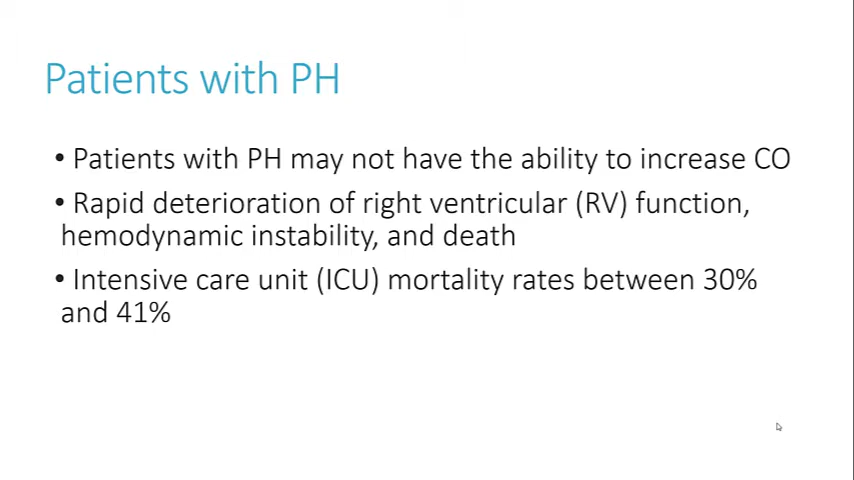 Patients with PH
• Patients with PH may not have the ability to increase CO
• Rapid deterioration of right ventricular (RV) function,
hemodynamic instability, and death
• Intensive care unit (ICU) mortality rates between 30%
and 41%